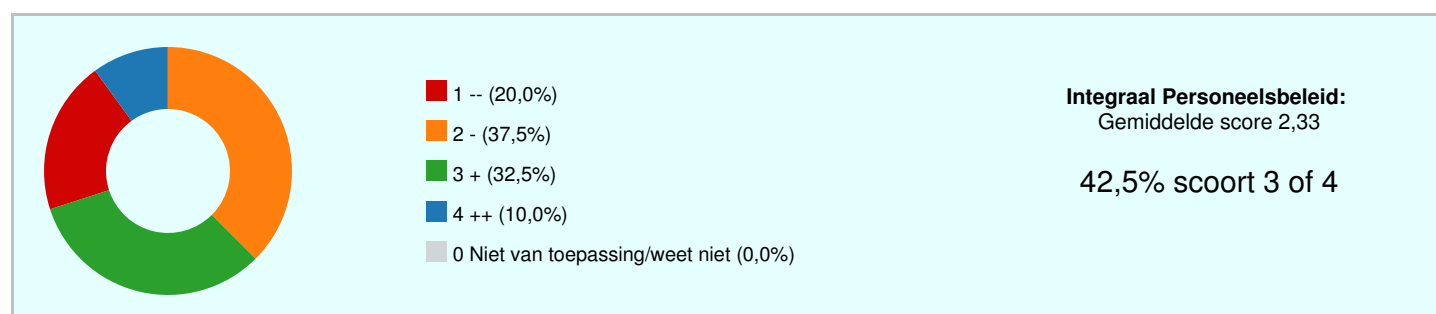 1 -- (20,0%)
2 - (37,5%)
3 + (32,5%)
4 ++ (10,0%)
0 Niet van toepassing/weet niet (0,0%)
Integraal Personeelsbeleid:
Gemiddelde score 2,33
42,5% scoort 3 of 4